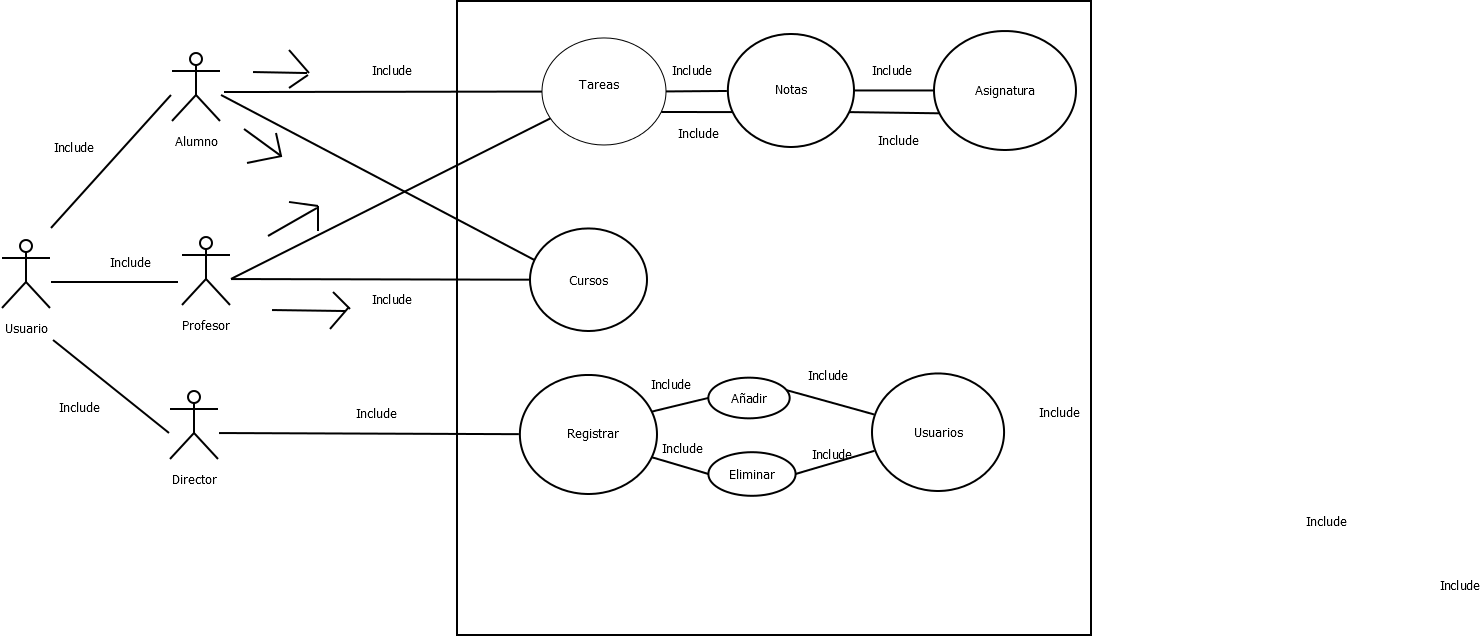 Include
Include
Include
Tareas
Notas
Asignatura
Include
Include
Alumno
Include
Include
Include
Cursos
Include
Usuario
Profesor
Include
Include
Include
Añadir
Include
Include
Registrar
Usuarios
Include
Include
Director
Eliminar
Include
Include